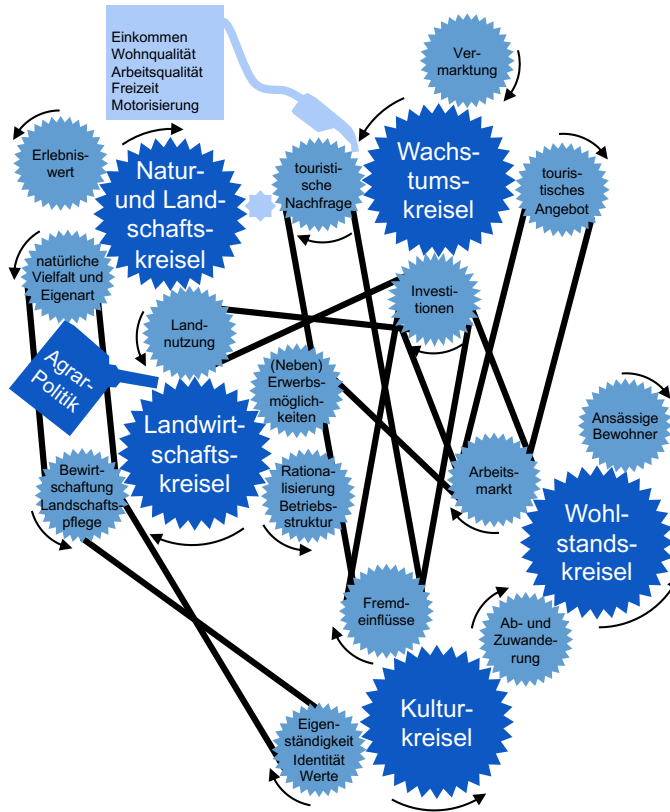 Einkommen
Wohnqualität
Arbeitsqualität
Freizeit
Motorisierung
Ver-
marktung
Erlebnis-
wert
Natur-
und Land-
schafts-
kreisel
touristi-
sche
Nachfrage
Wachs-
tums-
kreisel
touris-
tisches
Angebot
natürliche
Vielfalt und
Eigenart
Land-
nutzung
Investi-
tionen
Agrar-
Politik
(Neben)
Erwerbs-
möglich-
keiten
Landwirt-
schafts-
kreisel
Ansässige
Bewohner
Bewirt-
schaftung
Landschafts-
pflege
Rationa-
lisierung
Betriebs-
struktur
Arbeits-
markt
Wohl-
stands-
kreisel
Fremd-
einflüsse
Ab- und
Zuwande-
rung
Kultur-
kreisel
Eigen-
ständigkeit
Identität
Werte